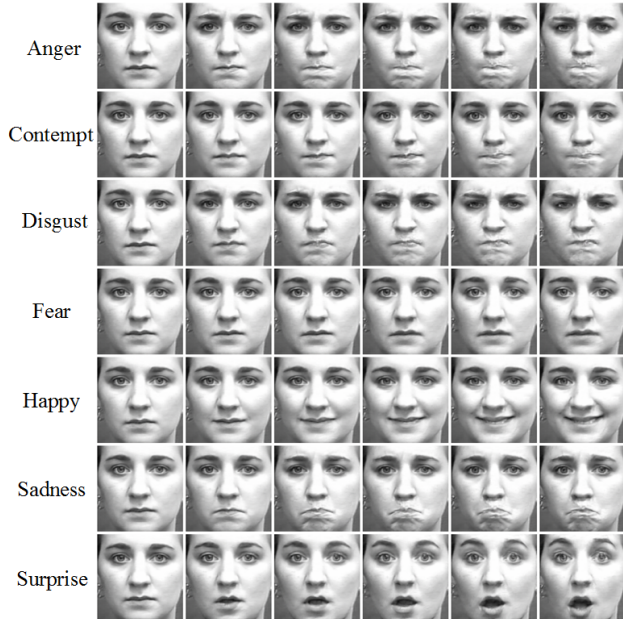 Anger
Contempt
Disgust
Fear
Happy
Sadness
Surprise